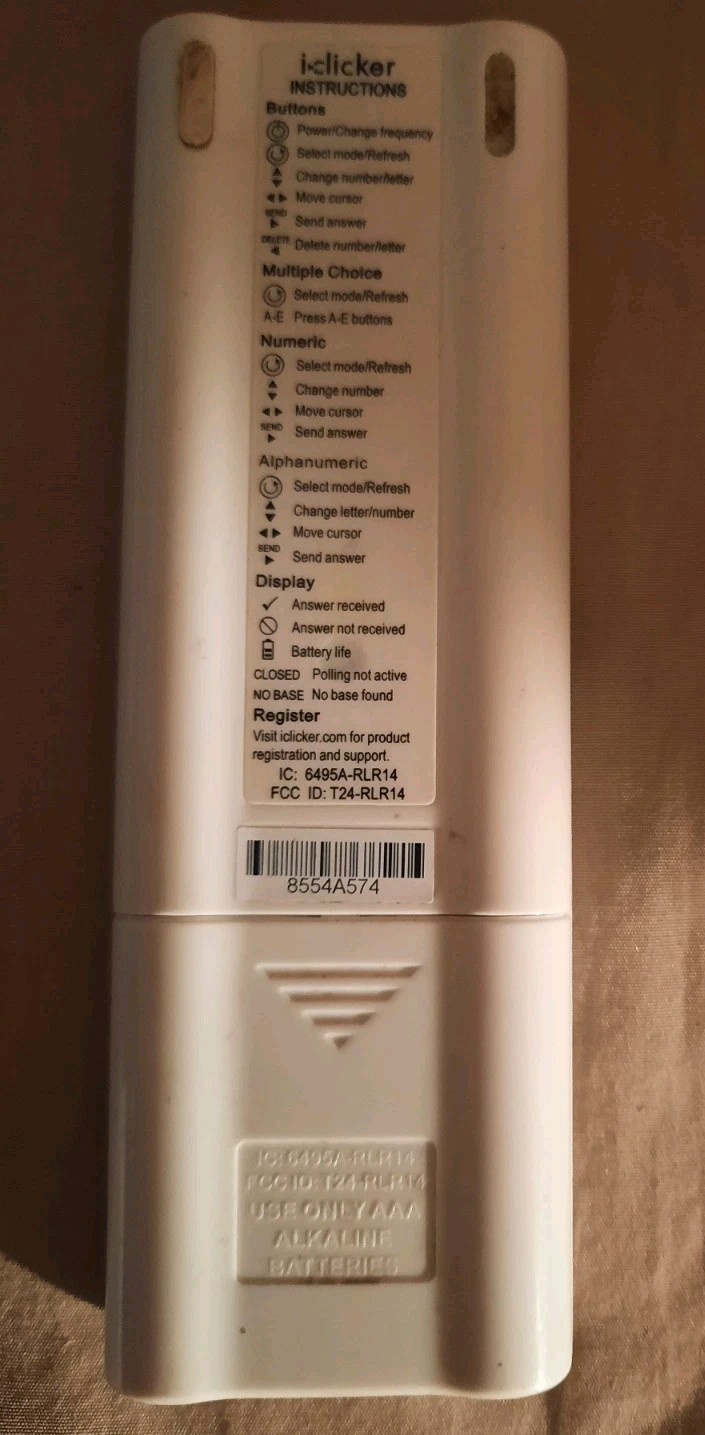 i>clicker
INSTRUCTIONS
Buttons
Power/Change frequency
Select mode/Refresh
Change number/letter
Move cursor
SEND Send answer
DELETE Delete number/letter
Multiple Choice
Select mode/Refresh
A-E Press A-E buttons
Numeric
Select mode/Refresh
Change number
Move cursor
SEND Send answer
Alphanumeric
Select mode/Refresh
Change letter/number
Move cursor
SEND Send answer
Display
Answer received
Answer not received
Battery life
CLOSED Polling not active
NO BASE No base found
Register
Visit iclicker.com for product
registration and support.
IC: 6495A-RLR14
FCC ID: T24-RLR14
8554A574
IC: 6495A-RLR14
FCC ID: T24-RLR14
USE ONLY AAA
ALKALINE
BATTERIES